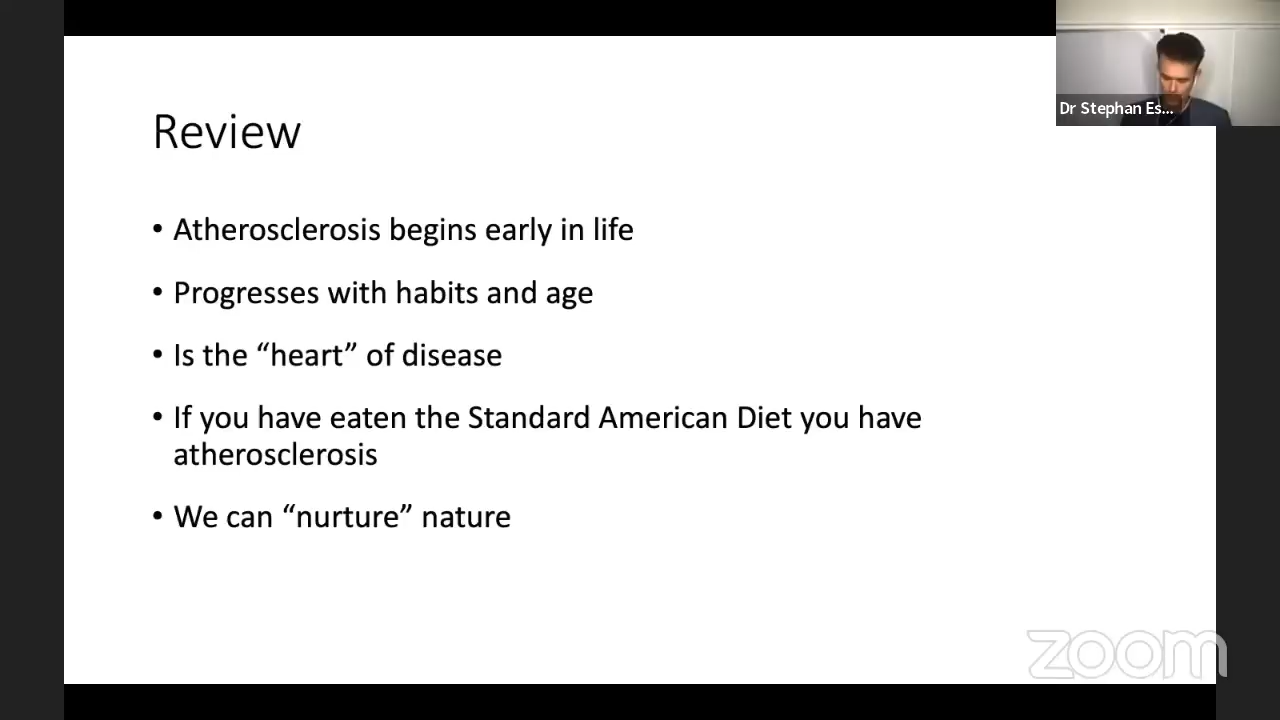 Dr Stephan Es...
Review
• Atherosclerosis begins early in life
• Progresses with habits and age
• Is the “heart” of disease
• If you have eaten the Standard American Diet you have
atherosclerosis
• We can “nurture” nature
zoom